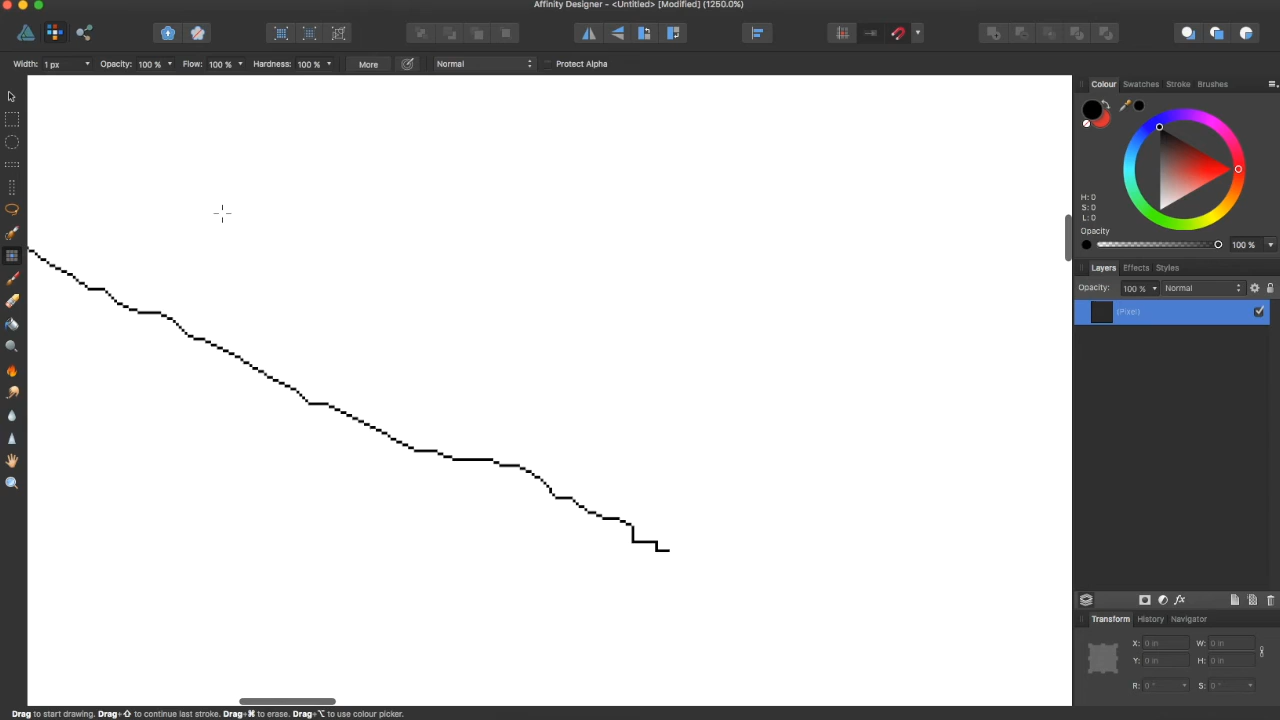 Affinity Designer - <Untitled> [Modified] (1250.0%)
Width: 1 px Opacity: 100 % Flow: 100 % Hardness: 100 % More Normal Protect Alpha
Colour Swatches Stroke Brushes
H: 0
S: 0
L: 0
Opacity
100 %
Layers Effects Styles
Opacity: 100 % Normal
(Pixel)
Transform History Navigator
X: 0 in W: 0 in
Y: 0 in H: 0 in
R: 0 ° S: 0 °
Drag to start drawing. Drag+⇧ to continue last stroke. Drag+⌘ to erase. Drag+⌥ to use colour picker.